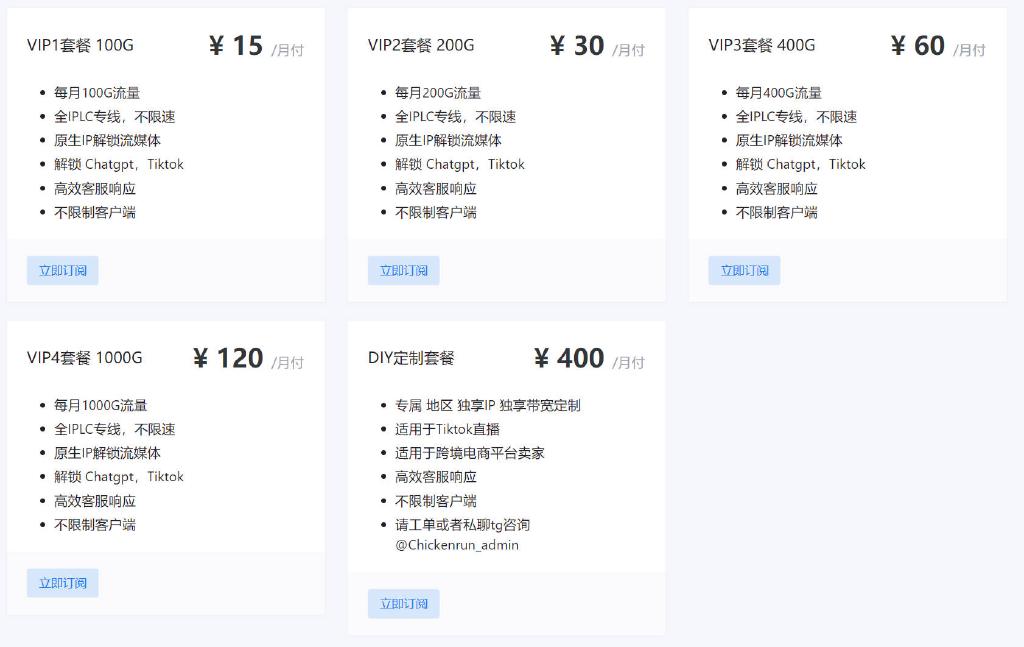 VIP1套餐 100G
¥ 15 /月付
每月100G流量
全IPLC专线，不限速
原生IP解锁流媒体
解锁 Chatgpt，Tiktok
高效客服响应
不限制客户端
立即订阅
VIP2套餐 200G
¥ 30 /月付
每月200G流量
全IPLC专线，不限速
原生IP解锁流媒体
解锁 Chatgpt，Tiktok
高效客服响应
不限制客户端
立即订阅
VIP3套餐 400G
¥ 60 /月付
每月400G流量
全IPLC专线，不限速
原生IP解锁流媒体
解锁 Chatgpt，Tiktok
高效客服响应
不限制客户端
立即订阅
VIP4套餐 1000G
¥ 120 /月付
每月1000G流量
全IPLC专线，不限速
原生IP解锁流媒体
解锁 Chatgpt，Tiktok
高效客服响应
不限制客户端
立即订阅
DIY定制套餐
¥ 400 /月付
专属 地区 独享IP 独享带宽定制
适用于Tiktok直播
适用于跨境电商平台卖家
高效客服响应
不限制客户端
请工单或者私聊tg咨询
@Chickenrun_admin
立即订阅